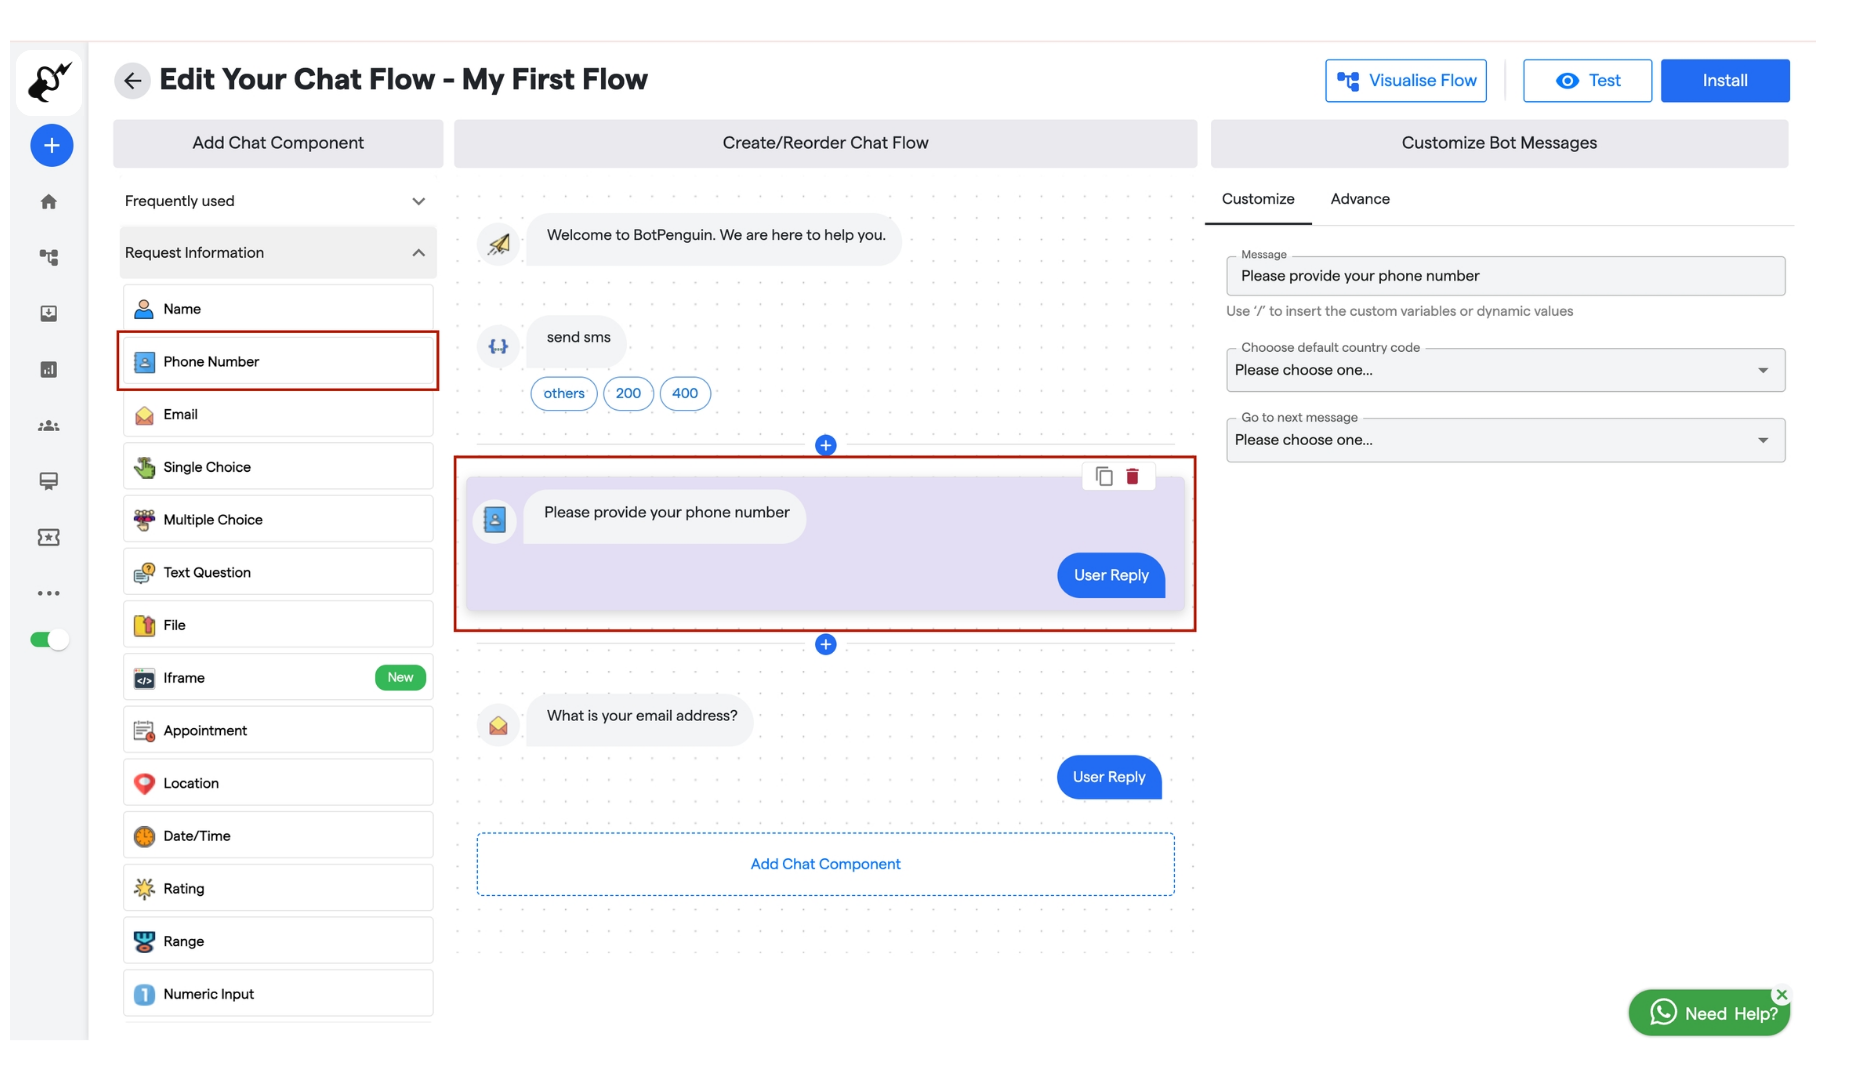 Edit Your Chat Flow - My First Flow
Visualise Flow
Test
Install
Add Chat Component
Create/Reorder Chat Flow
Customize Bot Messages
Frequently used
Request Information
Name
Phone Number
Email
Single Choice
Multiple Choice
Text Question
File
Iframe
New
Appointment
Location
Date/Time
Rating
Range
Numeric Input
Welcome to BotPenguin. We are here to help you.
send sms
others
200
400
Please provide your phone number
User Reply
What is your email address?
User Reply
Add Chat Component
Customize
Advance
Message
Please provide your phone number
Use '/' to insert the custom variables or dynamic values
Chooose default country code
Please choose one...
Go to next message
Please choose one...
Need Help?